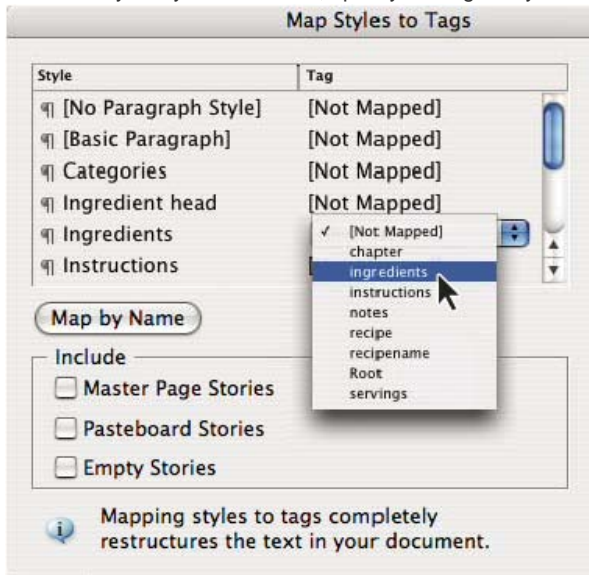 Map Styles to Tags
Style Tag
¶ [No Paragraph Style] [Not Mapped]
¶ [Basic Paragraph] [Not Mapped]
¶ Categories [Not Mapped]
¶ Ingredient head [Not Mapped]
¶ Ingredients
¶ Instructions
✓ [Not Mapped]
chapter
ingredients
instructions
notes
recipe
recipename
Root
servings
Map by Name
Include
Master Page Stories
Pasteboard Stories
Empty Stories
Mapping styles to tags completely
restructures the text in your document.